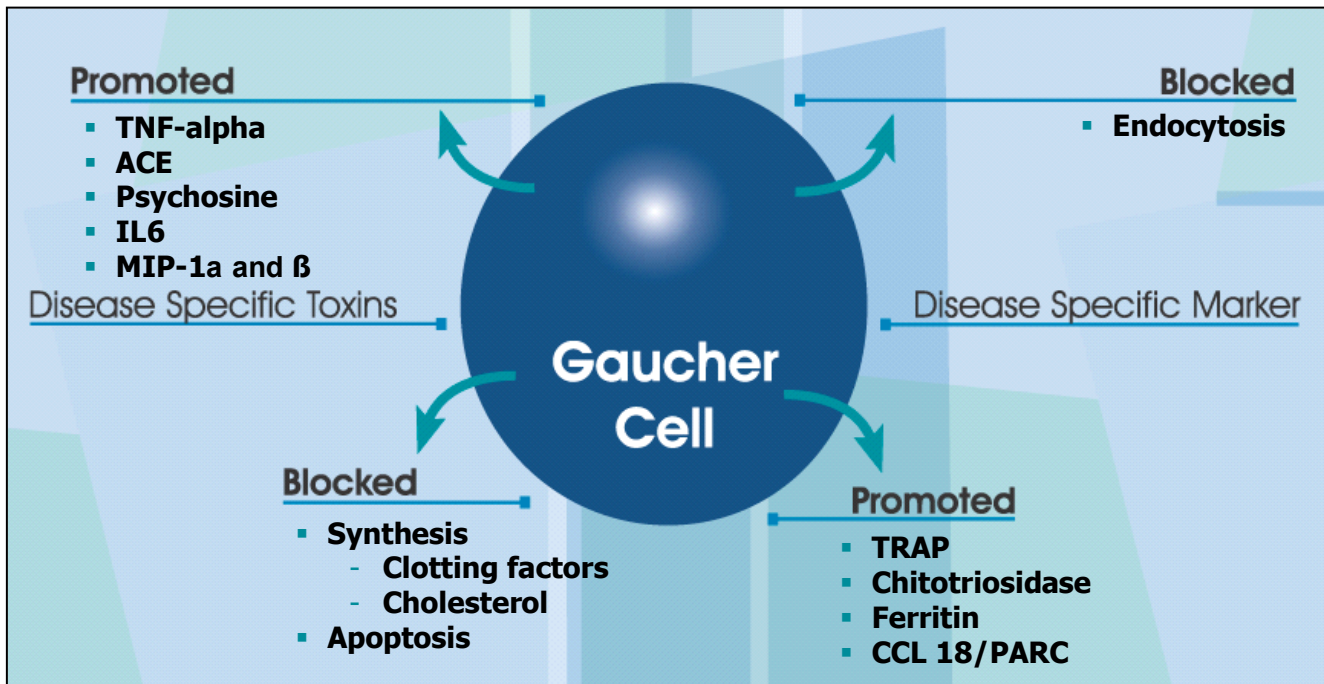 Promoted
▪ TNF-alpha
▪ ACE
▪ Psychosine
▪ IL6
▪ MIP-1a and ß
Disease Specific Toxins
Blocked
▪ Synthesis
- Clotting factors
- Cholesterol
▪ Apoptosis
Gaucher
Cell
Blocked
▪ Endocytosis
Disease Specific Marker
Promoted
▪ TRAP
▪ Chitotriosidase
▪ Ferritin
▪ CCL 18/PARC